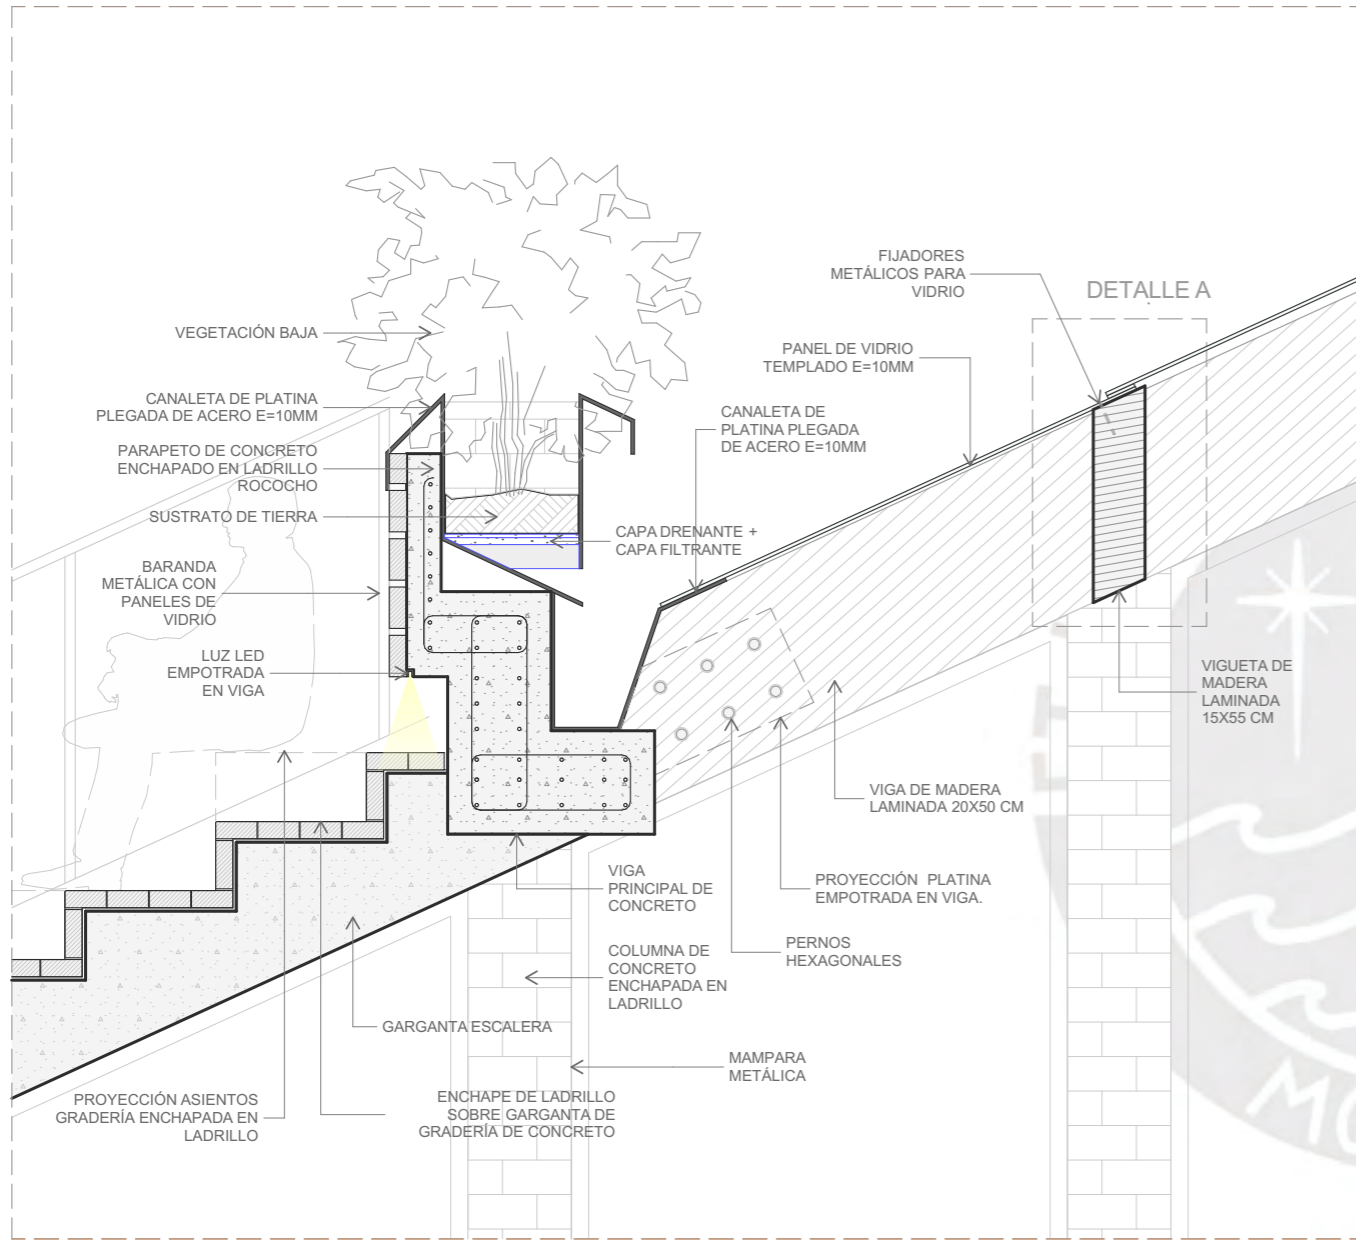 FIJADORES
METÁLICOS PARA
VIDRIO
DETALLE A
VEGETACIÓN BAJA
PANEL DE VIDRIO
TEMPLADO E=10MM
CANALETA DE PLATINA
PLEGADA DE ACERO E=10MM
CANALETA DE
PLATINA PLEGADA
DE ACERO E=10MM
PARAPETO DE CONCRETO
ENCHAPADO EN LADRILLO
ROCOCHO
SUSTRATO DE TIERRA
CAPA DRENANTE +
CAPA FILTRANTE
BARANDA
METÁLICA CON
PANELES DE
VIDRIO
LUZ LED
EMPOTRADA
EN VIGA
VIGUETA DE
MADERA
LAMINADA
15X55 CM
VIGA DE MADERA
LAMINADA 20X50 CM
VIGA
PRINCIPAL DE
CONCRETO
PROYECCIÓN PLATINA
EMPOTRADA EN VIGA.
PERNOS
HEXAGONALES
COLUMNA DE
CONCRETO
ENCHAPADA EN
LADRILLO
GARGANTA ESCALERA
MAMPARA
METÁLICA
PROYECCIÓN ASIENTOS
GRADERÍA ENCHAPADA EN
LADRILLO
ENCHAPE DE LADRILLO
SOBRE GARGANTA DE
GRADERÍA DE CONCRETO